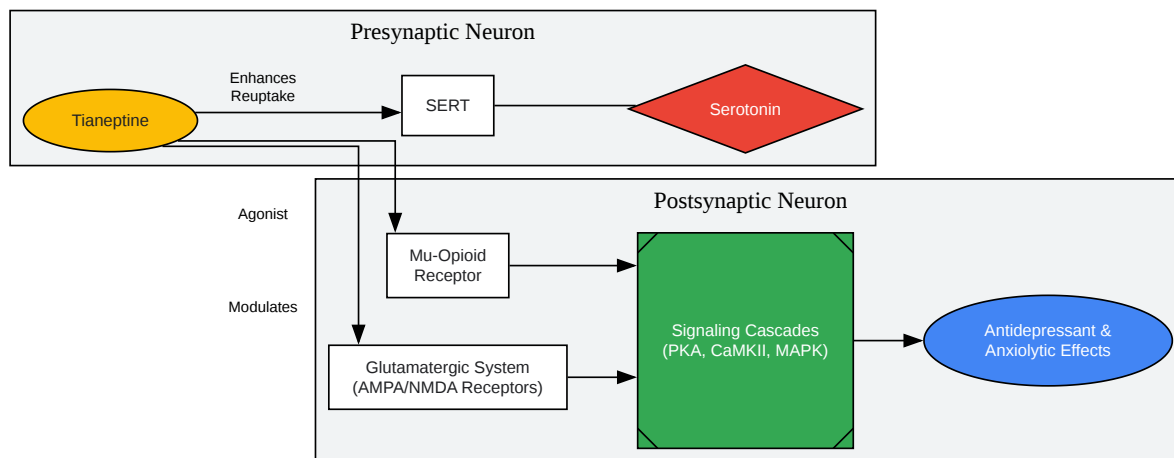 Presynaptic Neuron
Enhances
Reuptake
Tianeptine
SERT
Serotonin
Postsynaptic Neuron
Agonist
Mu-Opioid
Receptor
Modulates
Signaling Cascades
(PKA, CaMKII, MAPK)
Antidepressant &
Anxiolytic Effects
Glutamatergic System
(AMPA/NMDA Receptors)